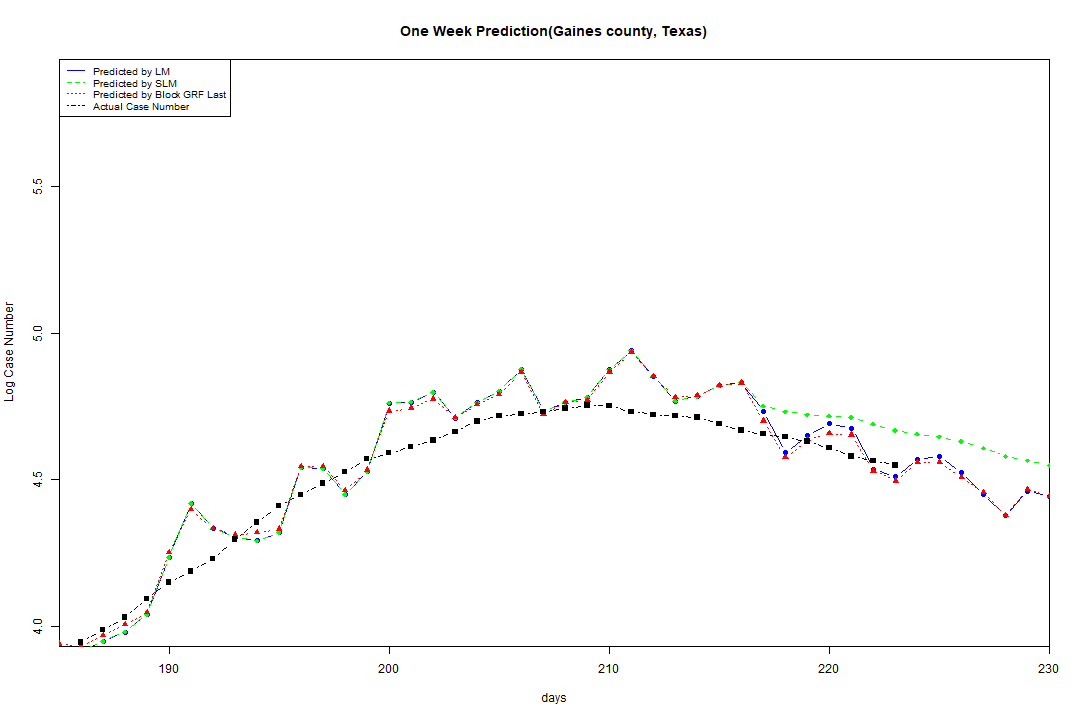 One Week Prediction(Gaines county, Texas)
Predicted by LM
Predicted by SLM
Predicted by Block GRF Last
Actual Case Number
Log Case Number
5.5
5.0
4.5
4.0
190 200 210 220 230
days